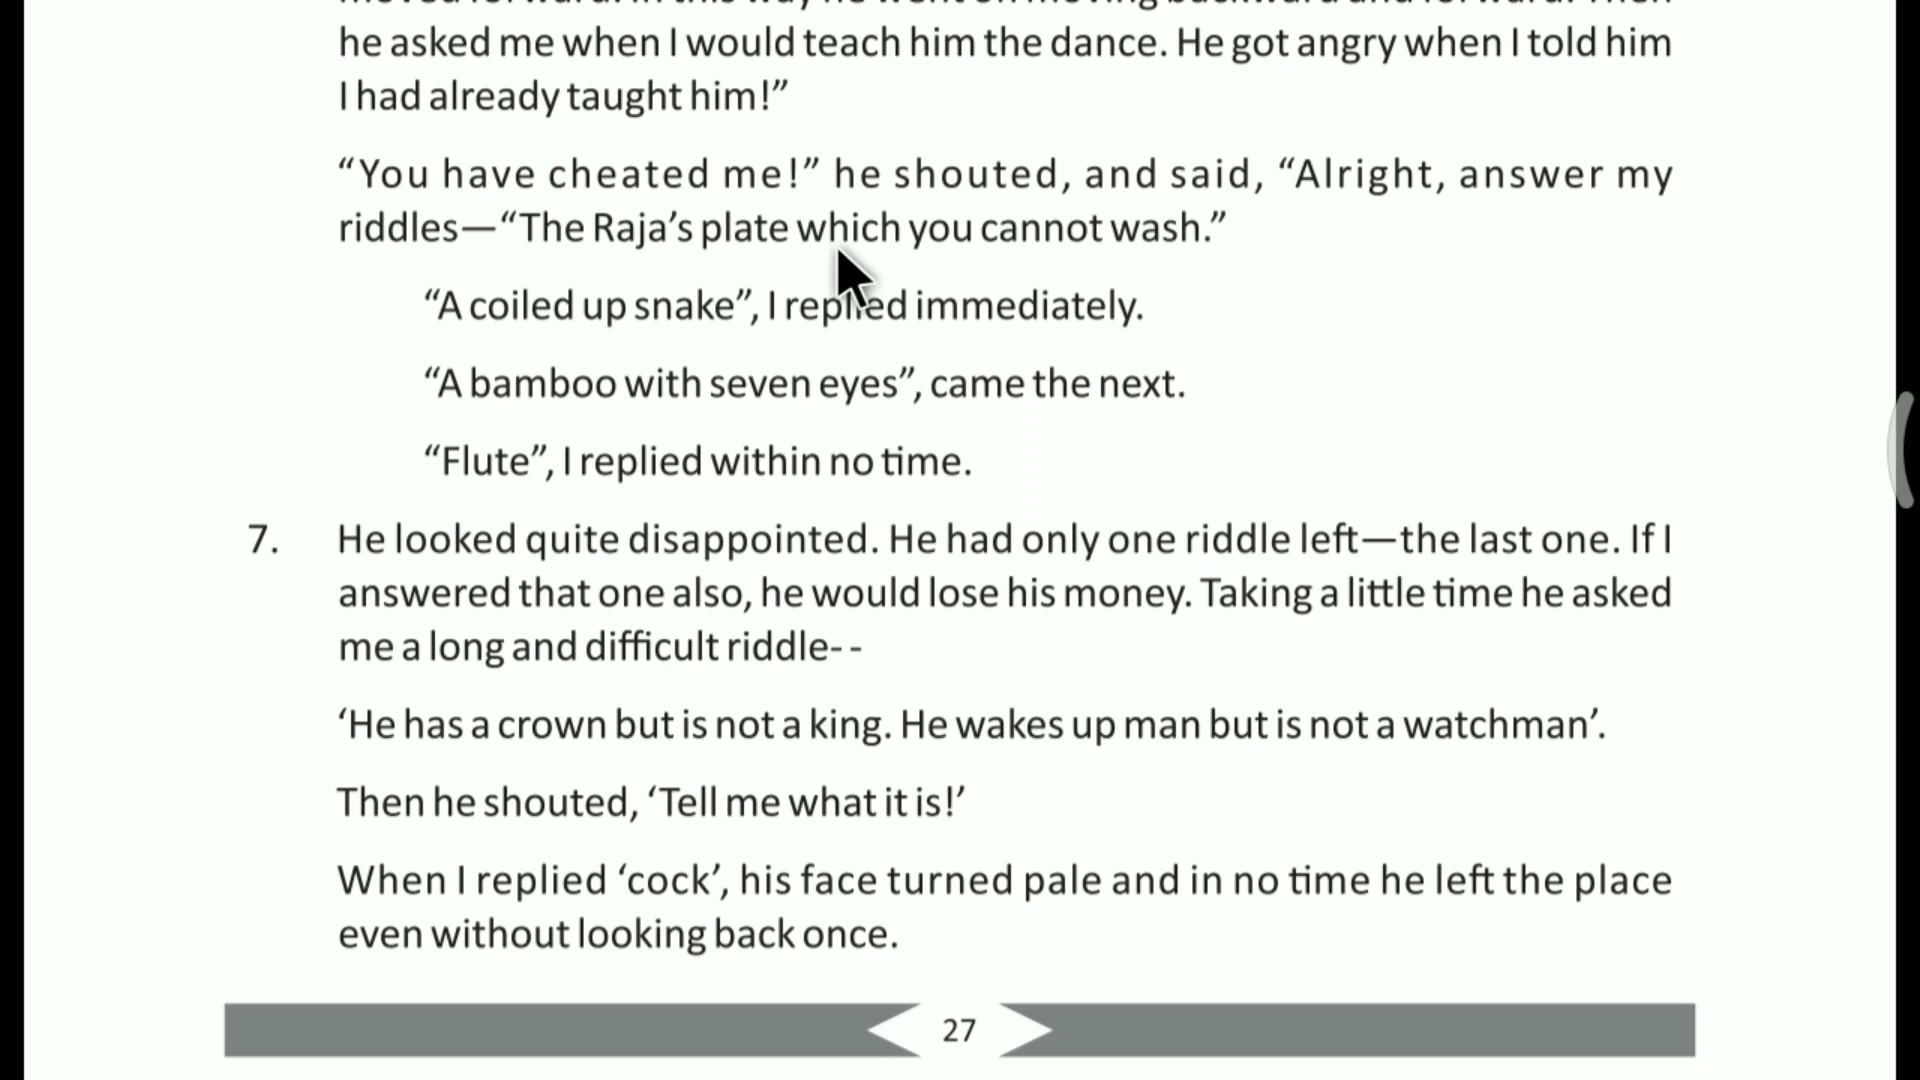 he asked me when I would teach him the dance. He got angry when I told him
I had already taught him!”
“You have cheated me!” he shouted, and said, “Alright, answer my
riddles—“The Raja’s plate which you cannot wash.”
“A coiled up snake”, I replied immediately.
“A bamboo with seven eyes”, came the next.
“Flute”, I replied within no time.
7. He looked quite disappointed. He had only one riddle left—the last one. If I
answered that one also, he would lose his money. Taking a little time he asked
me a long and difficult riddle- -
‘He has a crown but is not a king. He wakes up man but is not a watchman’.
Then he shouted, ‘Tell me what it is!’
When I replied ‘cock’, his face turned pale and in no time he left the place
even without looking back once.
27